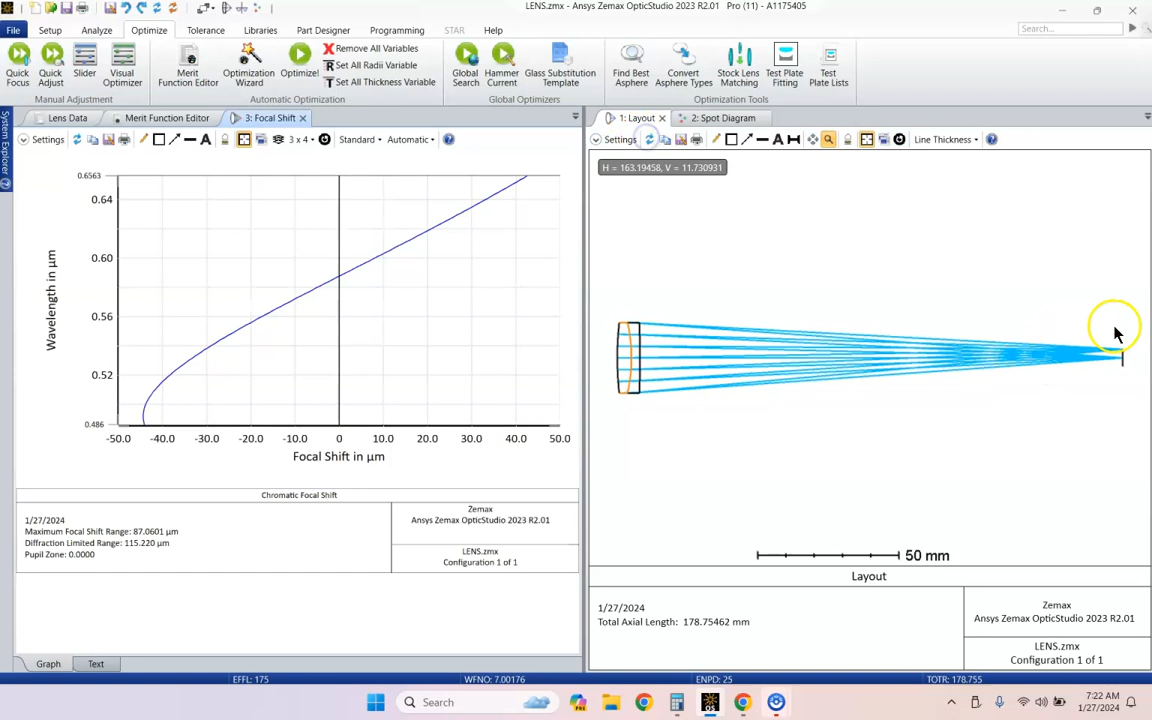 LENS.zmx - Ansys Zemax OpticStudio 2023 R2.01   Pro (11) - A1175405
File Setup Analyze Optimize Tolerance Libraries Part Designer Programming STAR Help Search...
Quick Focus
Quick Adjust
Slider
Visual Optimizer
Merit Function Editor
Optimization Wizard
Optimize!
Remove All Variables
Set All Radii Variable
Set All Thickness Variable
Global Search
Hammer Current
Glass Substitution Template
Find Best Asphere
Convert Asphere Types
Stock Lens Matching
Test Plate Fitting
Test Plate Lists
Manual Adjustment Automatic Optimization Global Optimizers Optimization Tools
System Explorer
Lens Data Merit Function Editor 3: Focal Shift
Settings 3 x 4 Standard Automatic
0.6563
0.64
0.60
0.56
0.52
0.486
Wavelength in µm
-50.0 -40.0 -30.0 -20.0 -10.0 0 10.0 20.0 30.0 40.0 50.0
Focal Shift in µm
Chromatic Focal Shift
1/27/2024
Maximum Focal Shift Range: 87.0601 µm
Diffraction Limited Range: 115.220 µm
Pupil Zone: 0.0000
Zemax
Ansys Zemax OpticStudio 2023 R2.01
LENS.zmx
Configuration 1 of 1
Graph Text
1: Layout 2: Spot Diagram
Settings Line Thickness
H = 163.19458, V = 11.730931
50 mm
Layout
1/27/2024
Total Axial Length: 178.75462 mm
Zemax
Ansys Zemax OpticStudio 2023 R2.01
LENS.zmx
Configuration 1 of 1
EFFL: 175 WFNO: 7.00176 ENPD: 25 TOTR: 178.755
Search
7:22 AM
1/27/2024